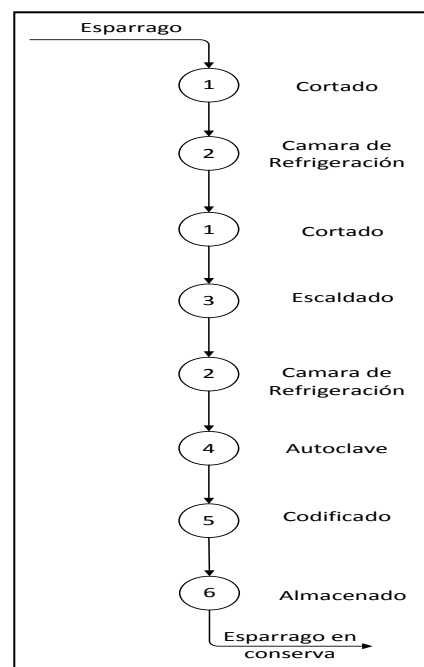 Esparrago
1 Cortado
2 Camara de
Refrigeración
1 Cortado
3 Escaldado
2 Camara de
Refrigeración
4 Autoclave
5 Codificado
6 Almacenado
Esparrago en
conserva